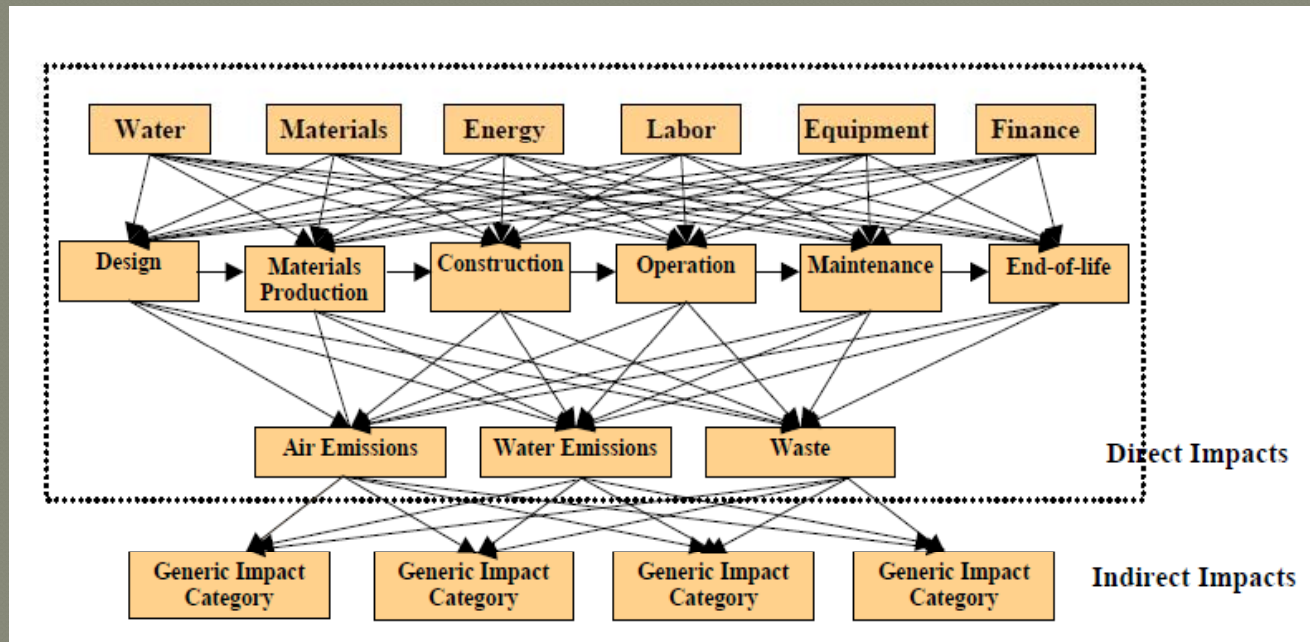 Water
Materials
Energy
Labor
Equipment
Finance
Design
Materials
Production
Construction
Operation
Maintenance
End-of-life
Air Emissions
Water Emissions
Waste
Direct Impacts
Generic Impact
Category
Generic Impact
Category
Generic Impact
Category
Generic Impact
Category
Indirect Impacts